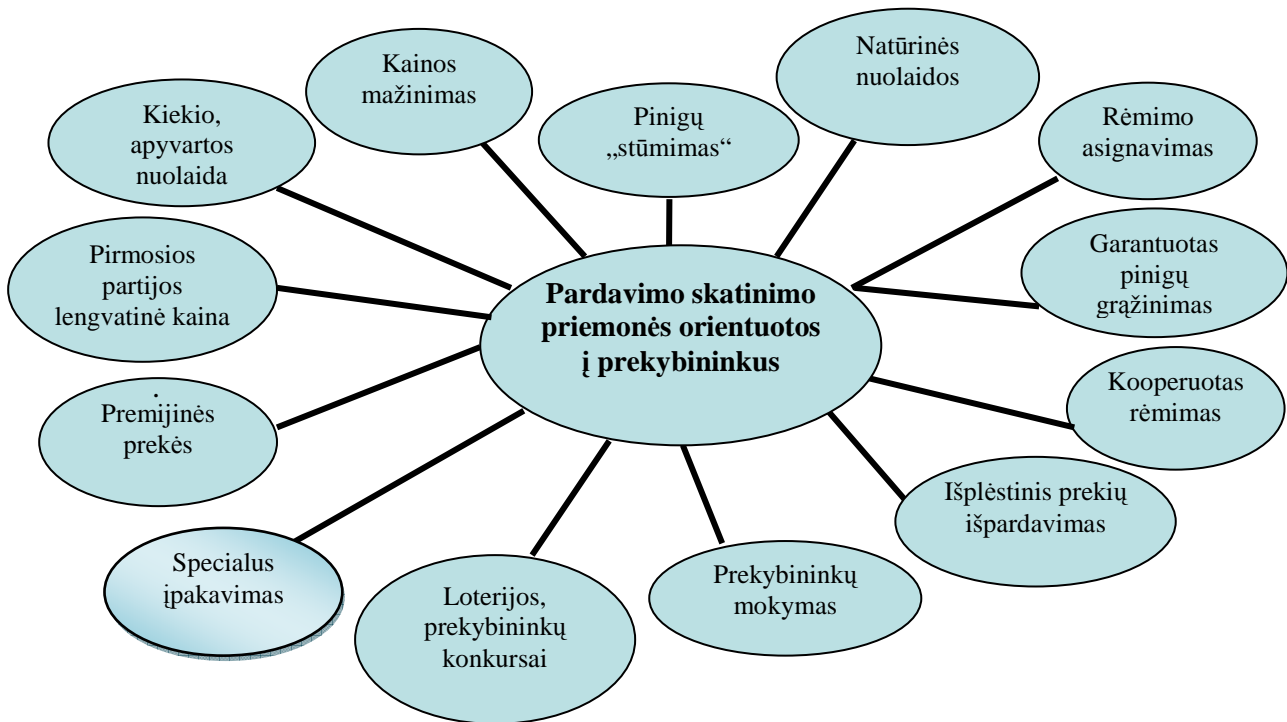 Kainos
mažinimas
Natūrinės
nuolaidos
Kiekio,
apyvartos
nuolaida
Pinigų
„stūmimas“
Rėmimo
asignavimas
Pirmosios
partijos
lengvatinė kaina
Garantuotas
pinigų
grąžinimas
Pardavimo skatinimo
priemonės orientuotos
į prekybininkus
Premijinės
prekės
Kooperuotas
rėmimas
Išplėstinis prekių
išpardavimas
Specialus
įpakavimas
Loterijos,
prekybininkų
konkursai
Prekybininkų
mokymas